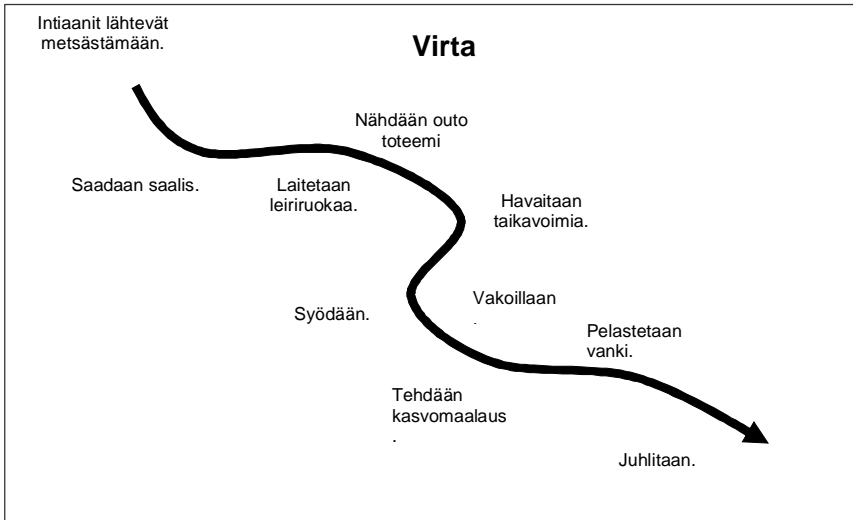 Intiaanit lähtevät
metsästämään.
Virta
Nähdään outo
toteemi
Saadaan saalis.
Laitetaan
leiriruokaa.
Havaitaan
taikavoimia.
Syödään.
Vakoillaan
.
Pelastetaan
vanki.
Tehdään
kasvomaalaus
.
Juhlitaan.